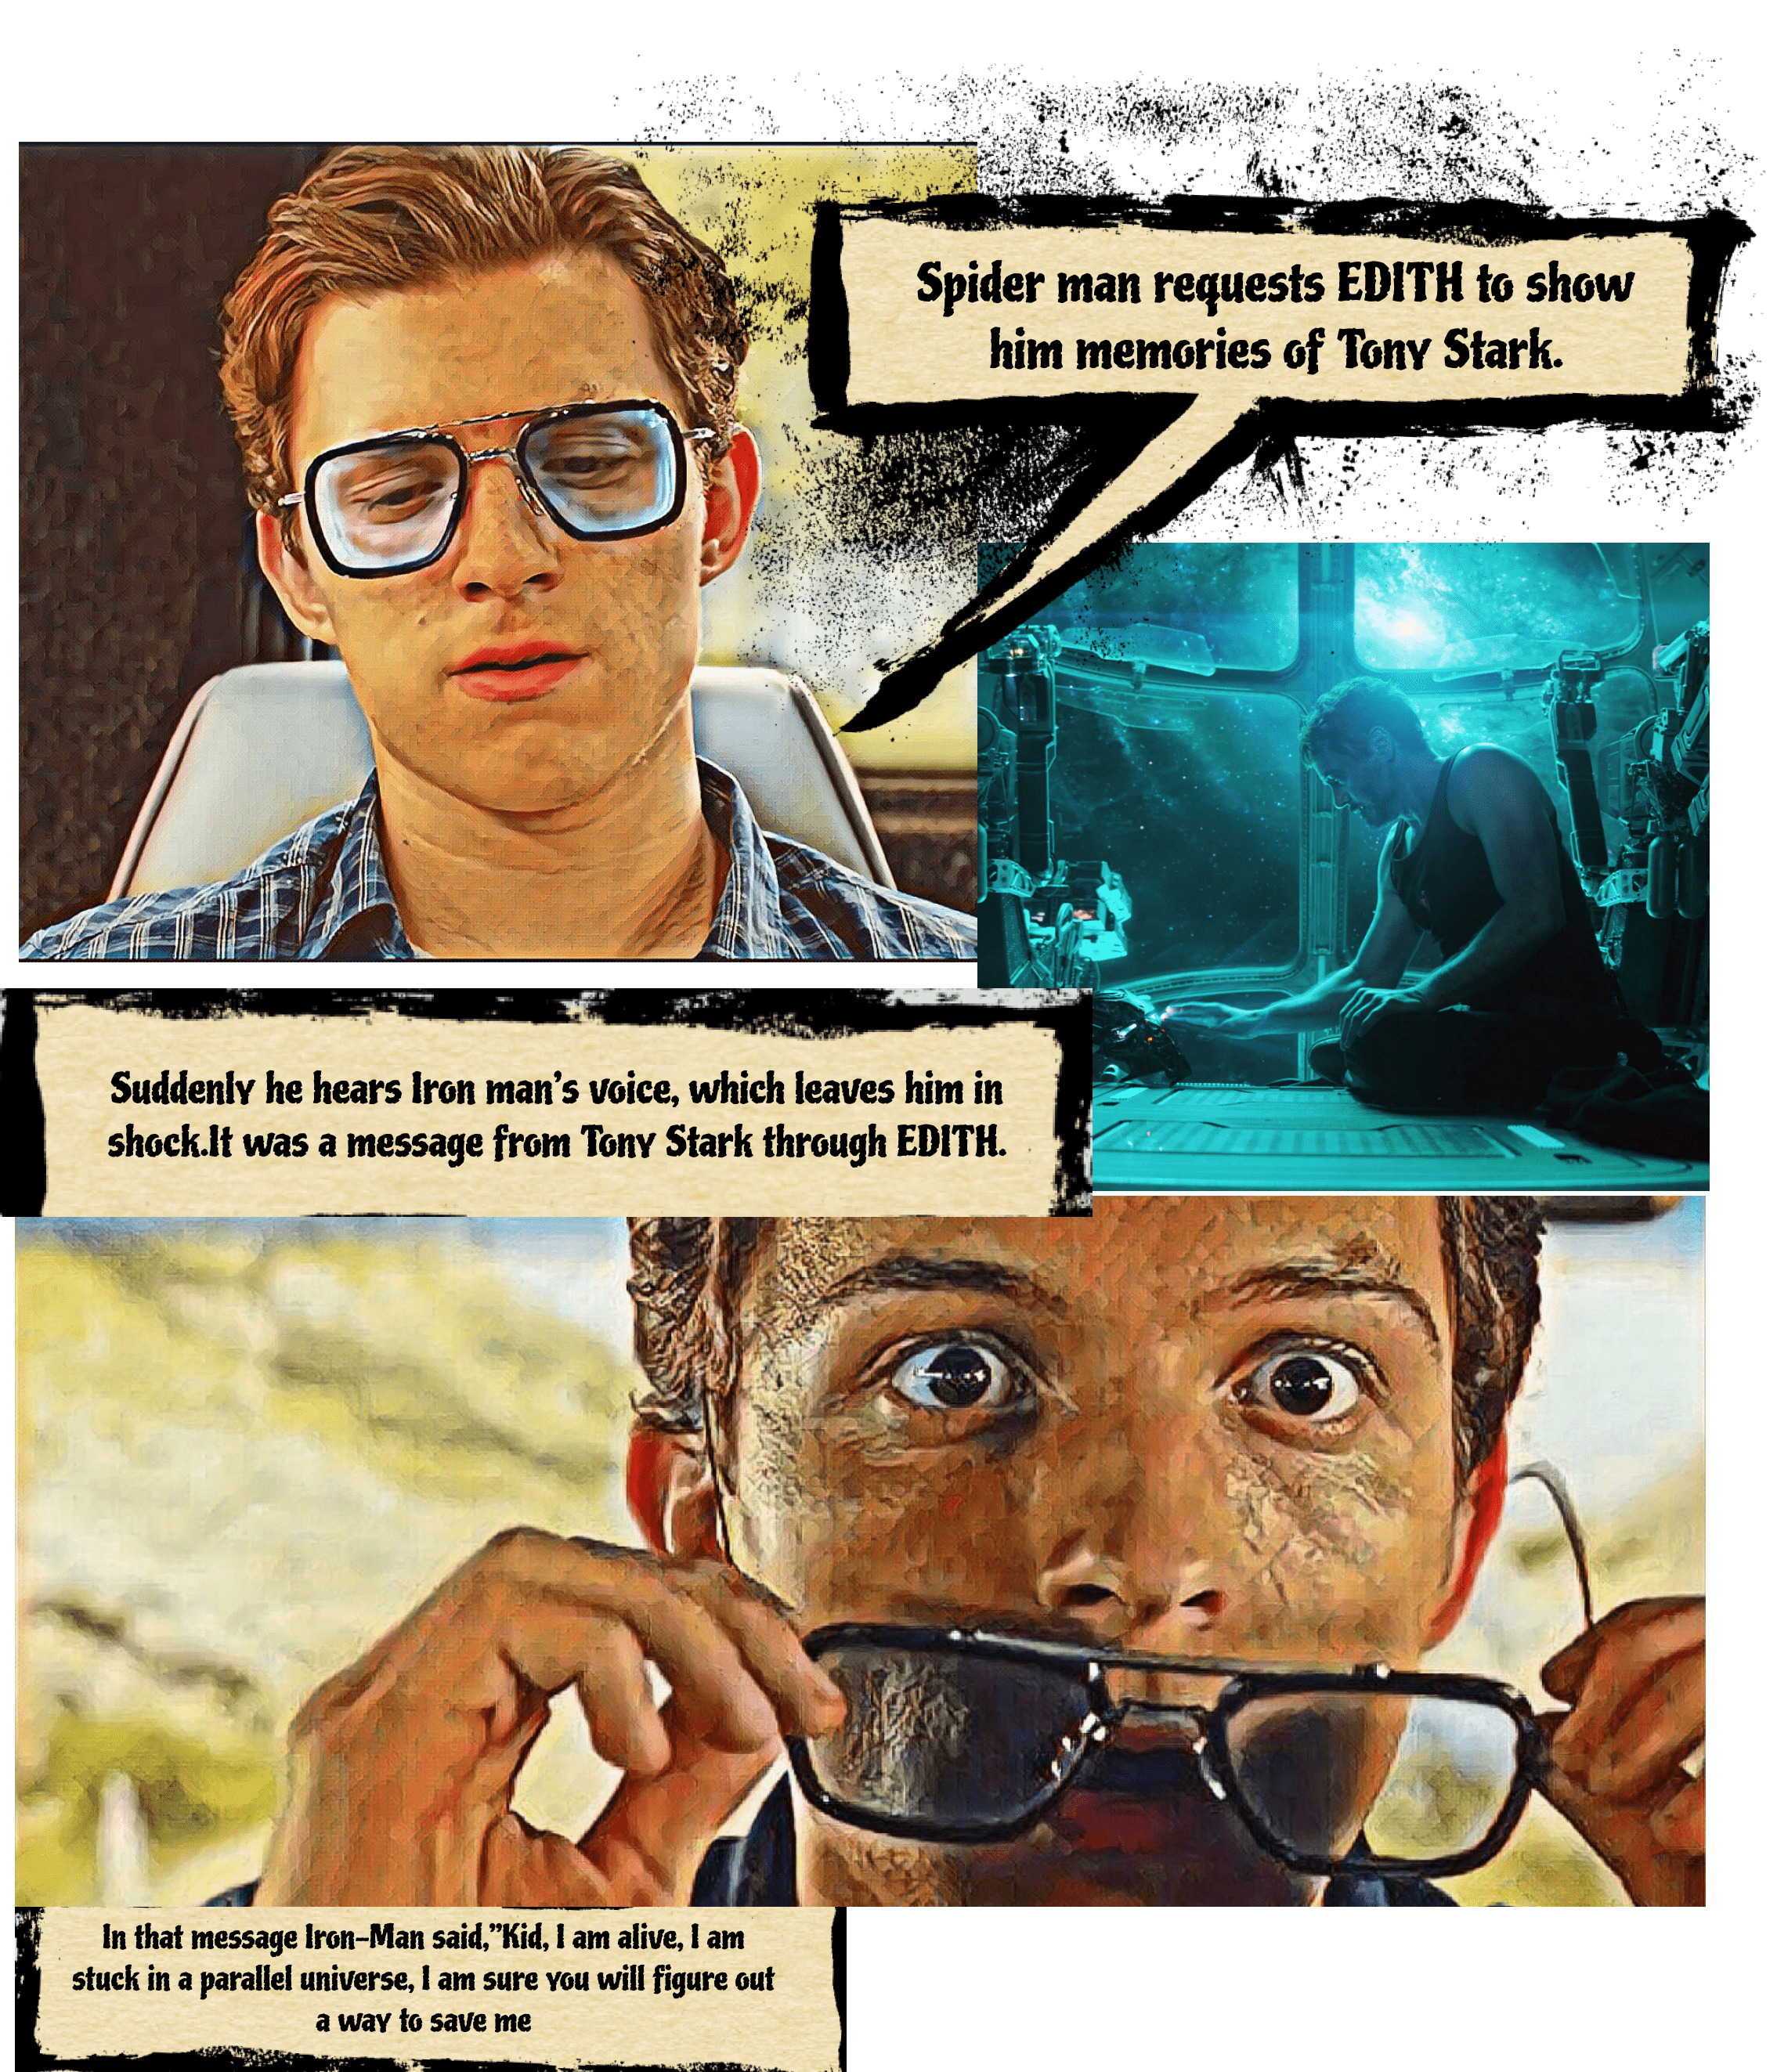 Spider man requests EDITH to show
him memories of Tony Stark.
Suddenly he hears Iron man's voice, which leaves him in
shock.It was a message from Tony Stark through EDITH.
In that message Iron-Man said,"Kid, I am alive, I am
stuck in a parallel universe, I am sure you will figure out
a way to save me